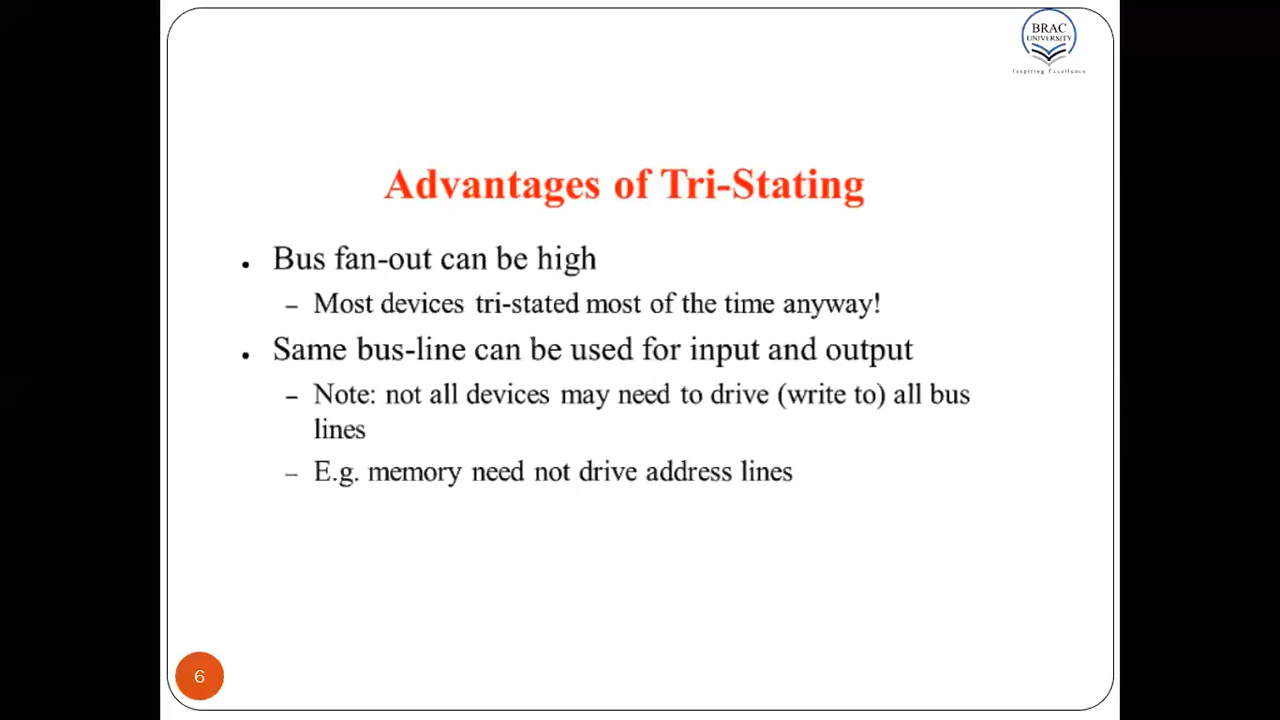 BRAC
UNIVERSITY
Inspiring Excellence
Advantages of Tri-Stating
• Bus fan-out can be high
– Most devices tri-stated most of the time anyway!
• Same bus-line can be used for input and output
– Note: not all devices may need to drive (write to) all bus
lines
– E.g. memory need not drive address lines
6